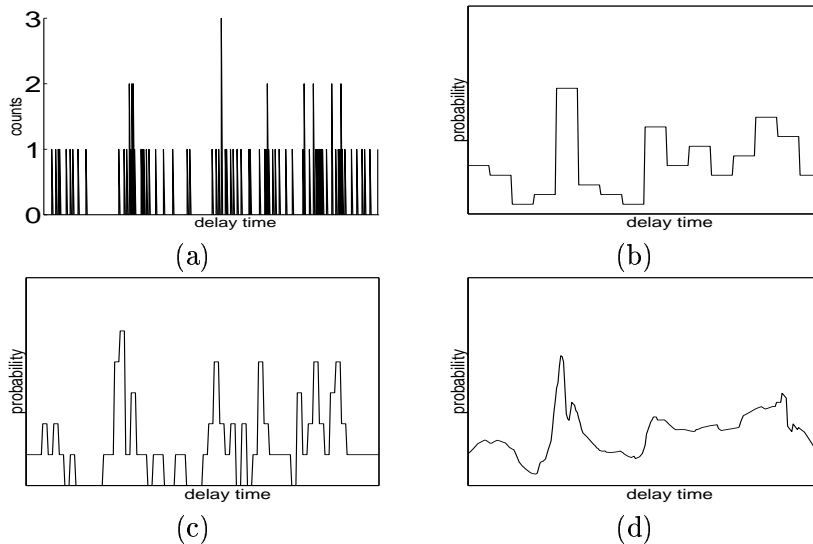 3
2
1
0
counts
delay time
(a)
probability
delay time
(b)
probability
delay time
(c)
probability
delay time
(d)